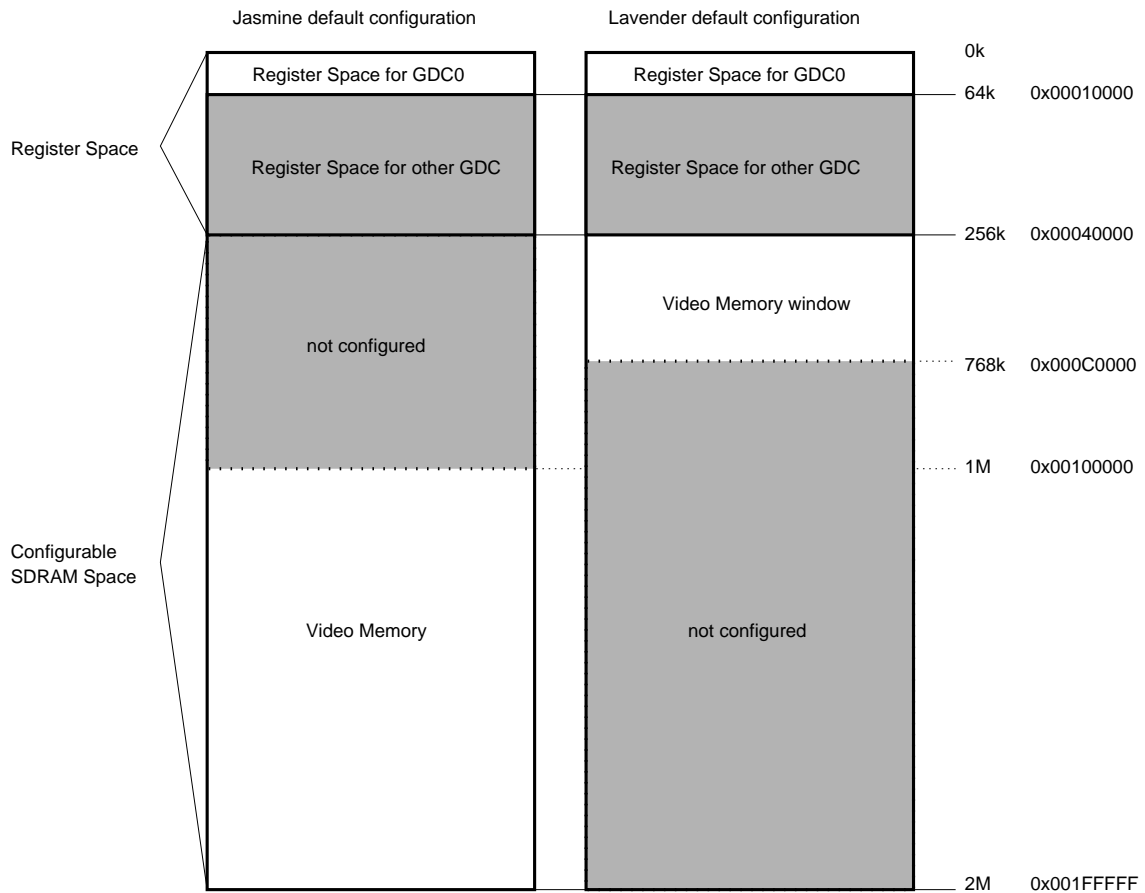 Jasmine default configuration
Lavender default configuration
0k
Register Space for GDC0
Register Space for GDC0
64k 0x00010000
Register Space
Register Space for other GDC
Register Space for other GDC
256k 0x00040000
Video Memory window
not configured
768k 0x000C0000
1M 0x00100000
Configurable
SDRAM Space
Video Memory
not configured
2M 0x001FFFFF